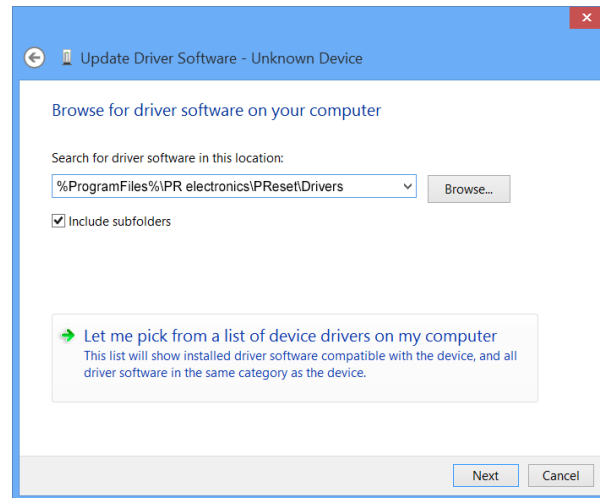 Update Driver Software - Unknown Device
Browse for driver software on your computer
Search for driver software in this location:
%ProgramFiles%\PR electronics\PReset\Drivers
Browse...
Include subfolders
Let me pick from a list of device drivers on my computer
This list will show installed driver software compatible with the device, and all
driver software in the same category as the device.
Next
Cancel